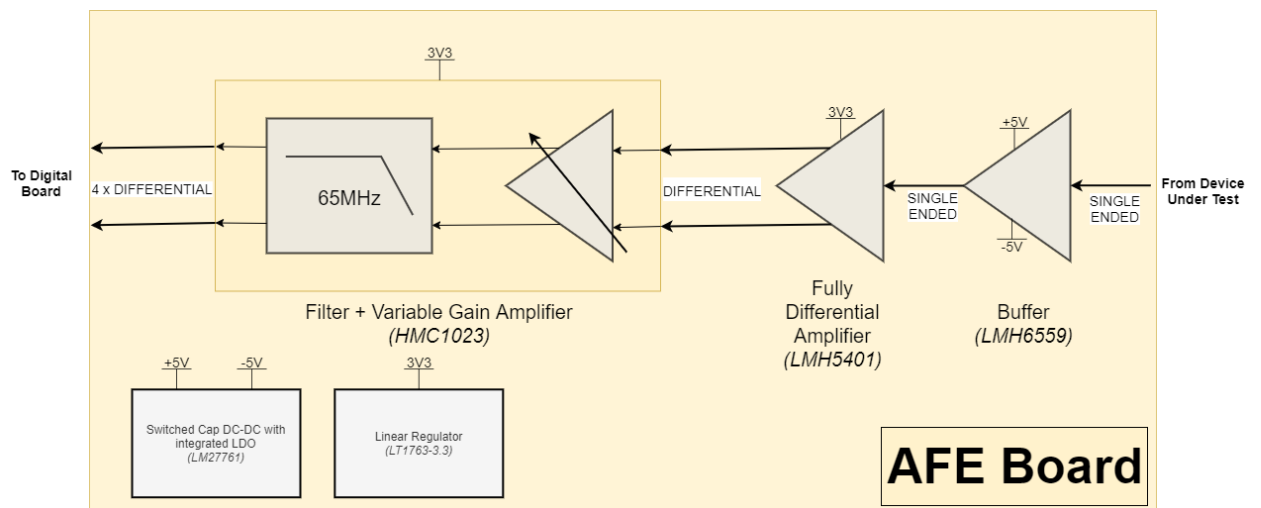 3V3
3V3
+5V
-5V
To Digital
Board
4 x DIFFERENTIAL
65MHz
DIFFERENTIAL
SINGLE
ENDED
SINGLE
ENDED
From Device
Under Test
Filter + Variable Gain Amplifier
(HMC1023)
Fully
Differential
Amplifier
(LMH5401)
Buffer
(LMH6559)
+5V
-5V
Switched Cap DC-DC with
integrated LDO
(LM27761)
3V3
Linear Regulator
(LT1763-3.3)
AFE Board